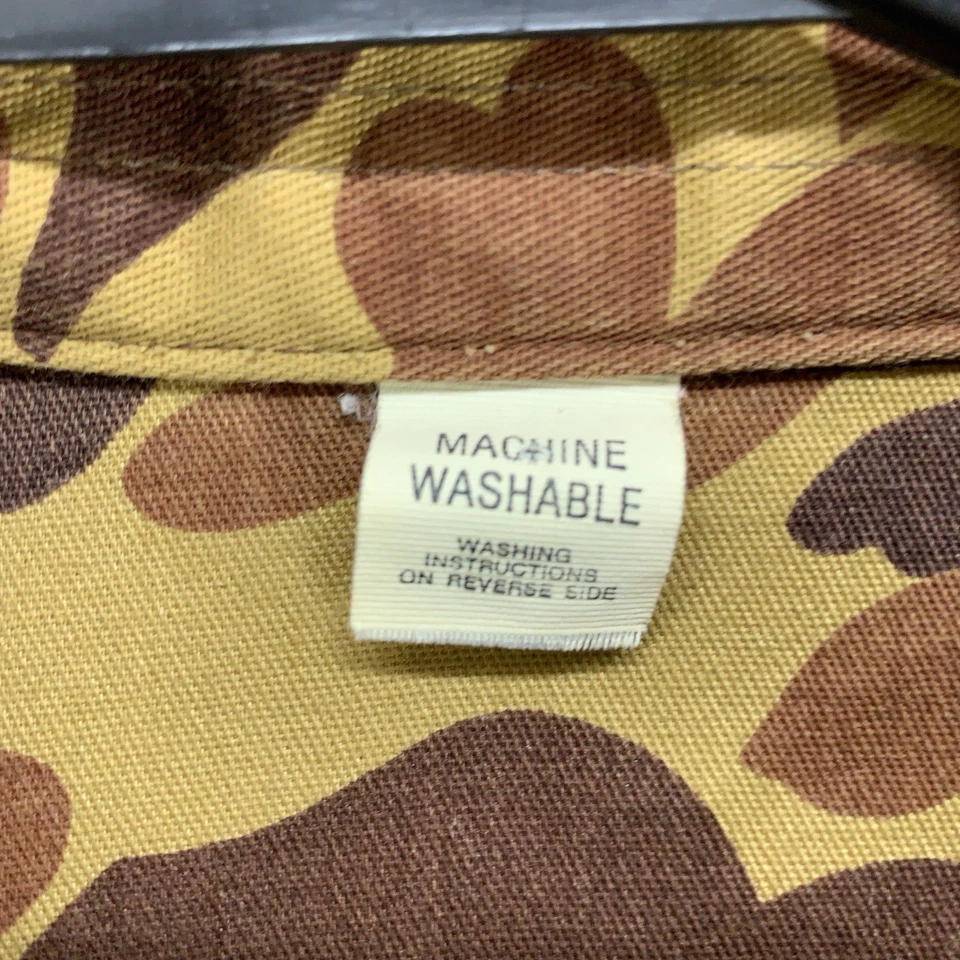 MACHINE
WASHABLE
WASHING
INSTRUCTIONS
ON REVERSE SIDE